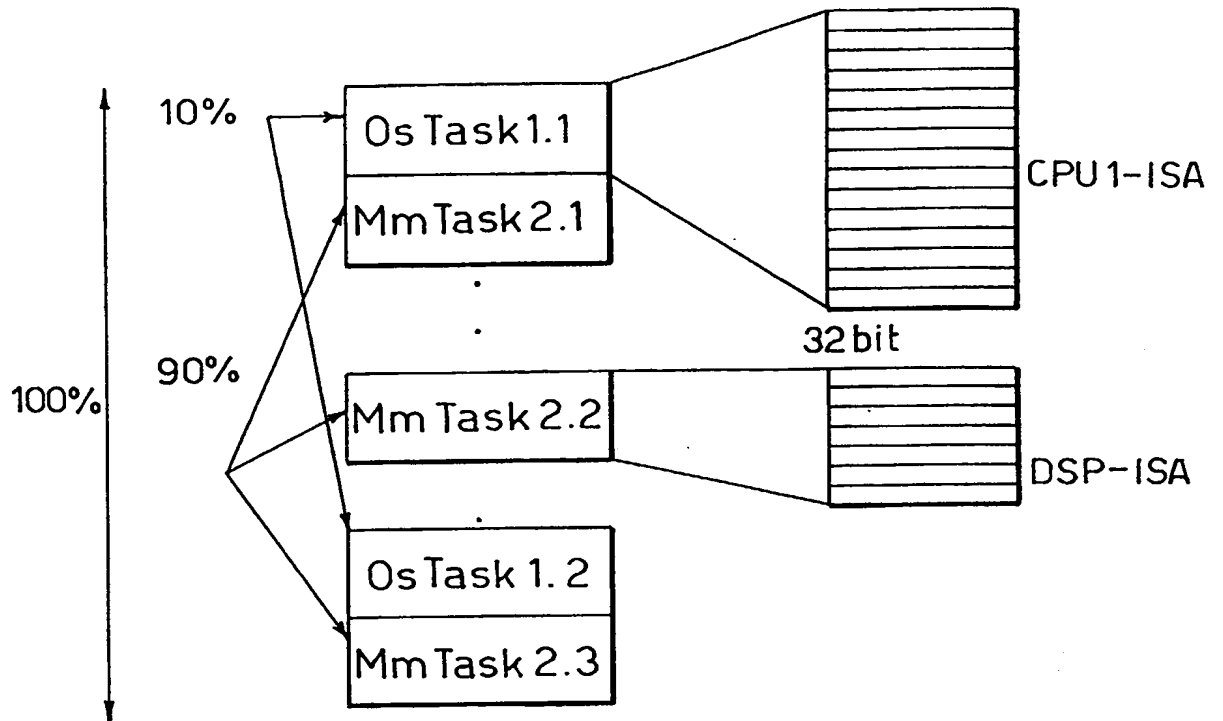 10%
Os Task 1.1
CPU 1-ISA
Mm Task 2.1
32 bit
90%
100%
Mm Task 2.2
DSP-ISA
Os Task 1.2
Mm Task 2.3